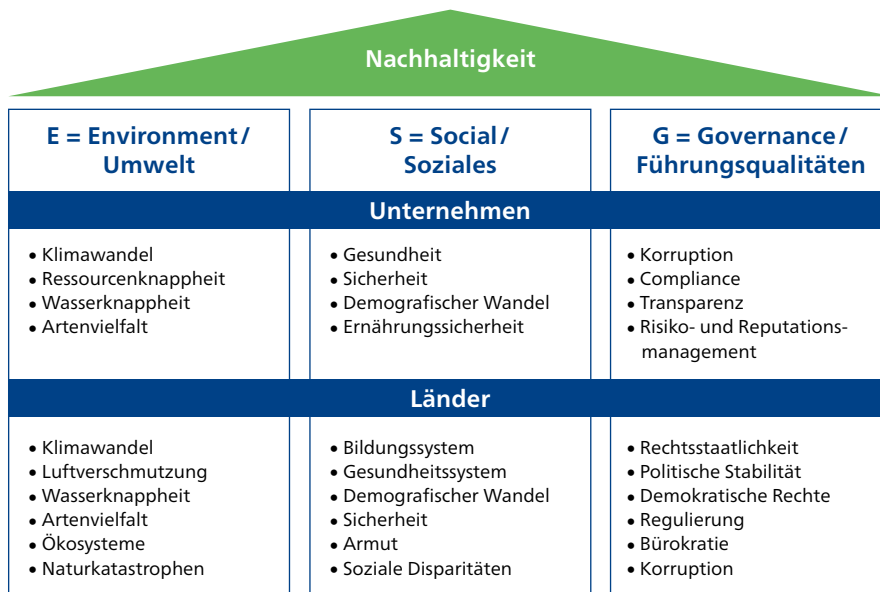 Nachhaltigkeit
E = Environment/
Umwelt
S = Social/
Soziales
G = Governance/
Führungsqualitäten
Unternehmen
• Klimawandel
• Ressourcenknappheit
• Wasserknappheit
• Artenvielfalt
• Gesundheit
• Sicherheit
• Demografischer Wandel
• Ernährungssicherheit
• Korruption
• Compliance
• Transparenz
• Risiko- und Reputations-
management
Länder
• Klimawandel
• Luftverschmutzung
• Wasserknappheit
• Artenvielfalt
• Ökosysteme
• Naturkatastrophen
• Bildungssystem
• Gesundheitssystem
• Demografischer Wandel
• Sicherheit
• Armut
• Soziale Disparitäten
• Rechtsstaatlichkeit
• Politische Stabilität
• Demokratische Rechte
• Regulierung
• Bürokratie
• Korruption